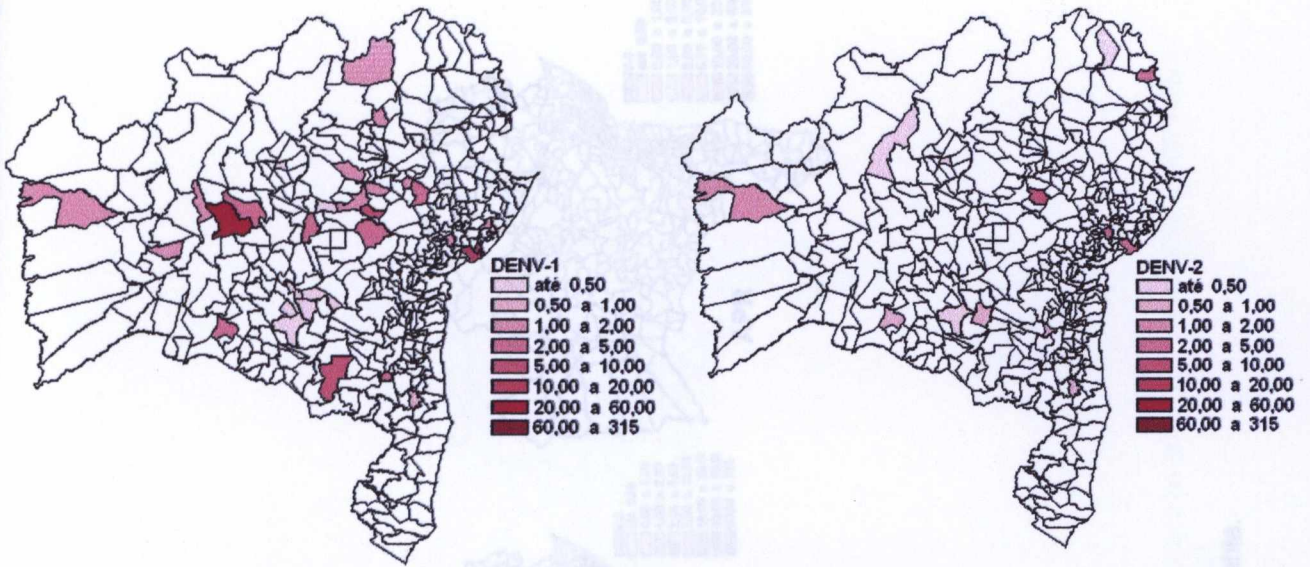 DENV-1
até 0,50
0,50 a 1,00
1,00 a 2,00
2,00 a 5,00
5,00 a 10,00
10,00 a 20,00
20,00 a 60,00
60,00 a 315
DENV-2
até 0,50
0,50 a 1,00
1,00 a 2,00
2,00 a 5,00
5,00 a 10,00
10,00 a 20,00
20,00 a 60,00
60,00 a 315